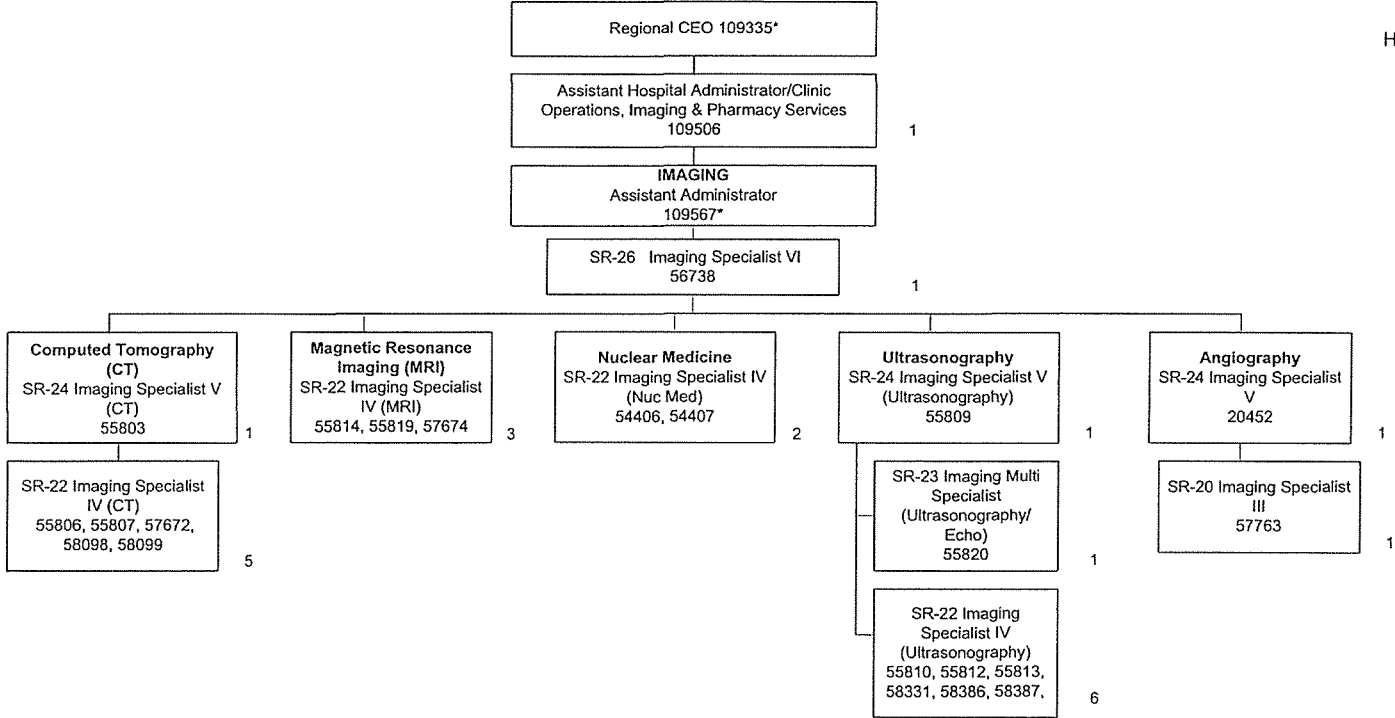 Regional CEO 109335*
H
Assistant Hospital Administrator/Clinic
Operations, Imaging & Pharmacy Services
109506
1
IMAGING
Assistant Administrator
109567*
SR-26 Imaging Specialist VI
56738
1
Computed Tomography
(CT)
SR-24 Imaging Specialist V
(CT)
55803
1
Magnetic Resonance
Imaging (MRI)
SR-22 Imaging Specialist
IV (MRI)
55814, 55819, 57674
3
Nuclear Medicine
SR-22 Imaging Specialist IV
(Nuc Med)
54406, 54407
2
Ultrasonography
SR-24 Imaging Specialist V
(Ultrasonography)
55809
1
Angiography
SR-24 Imaging Specialist
V
20452
1
SR-22 Imaging Specialist
IV (CT)
55806, 55807, 57672,
58098, 58099
5
SR-23 Imaging Multi
Specialist
(Ultrasonography/
Echo)
55820
1
SR-20 Imaging Specialist
III
57763
1
SR-22 Imaging
Specialist IV
(Ultrasonography)
55810, 55812, 55813,
58331, 58386, 58387,
6